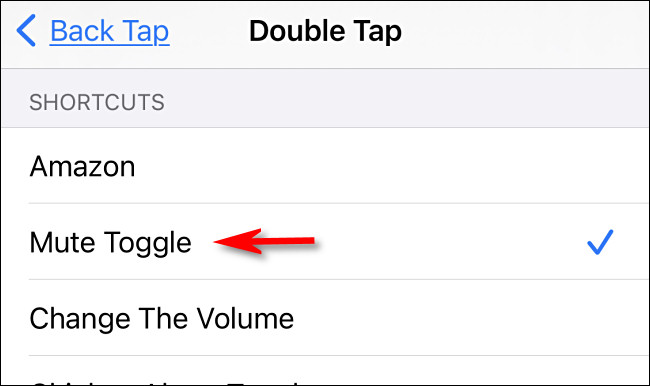 Back Tap
Double Tap
SHORTCUTS
Amazon
Mute Toggle
Change The Volume